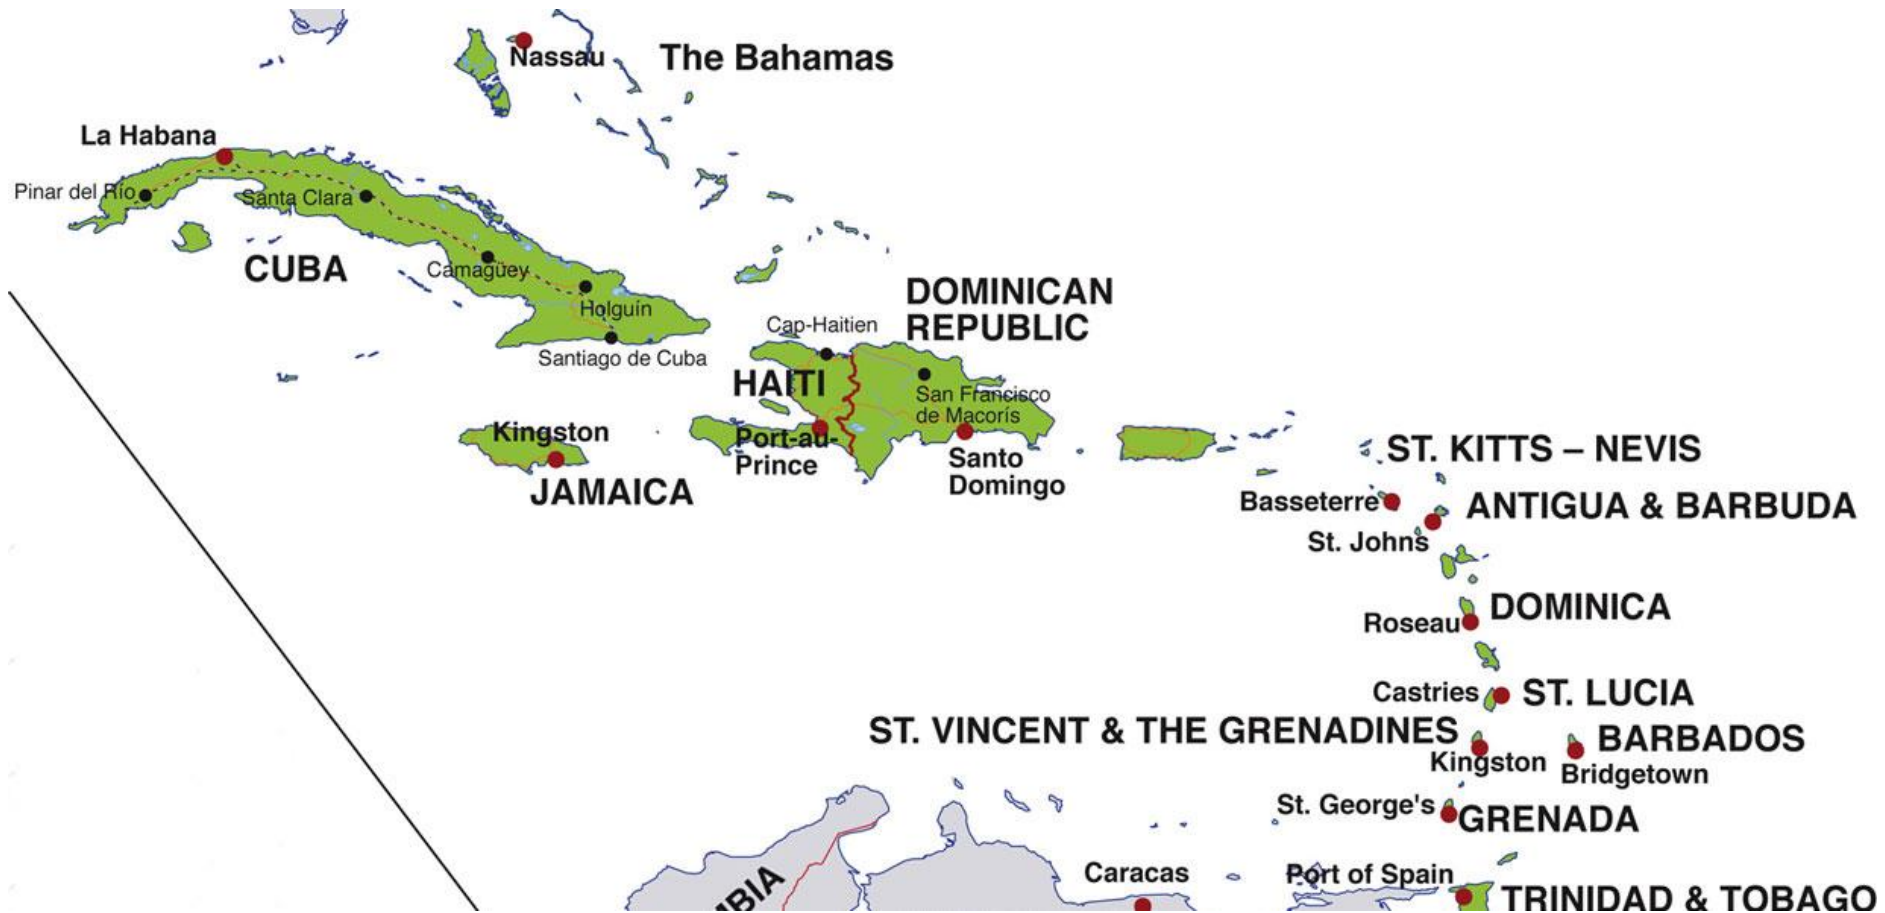 Nassau
The Bahamas
La Habana
Pinar del Río
Santa Clara
CUBA
Camagüey
Holguín
Santiago de Cuba
DOMINICAN
REPUBLIC
Cap-Haitien
HAITI
San Francisco
de Macorís
Kingston
Port-au-
Prince
Santo
Domingo
JAMAICA
ST. KITTS – NEVIS
Basseterre
ANTIGUA & BARBUDA
St. Johns
DOMINICA
Roseau
Castries
ST. LUCIA
ST. VINCENT & THE GRENADINES
BARBADOS
Kingston
Bridgetown
St. George's
GRENADA
Caracas
Port of Spain
MBIA
TRINIDAD & TOBAGO